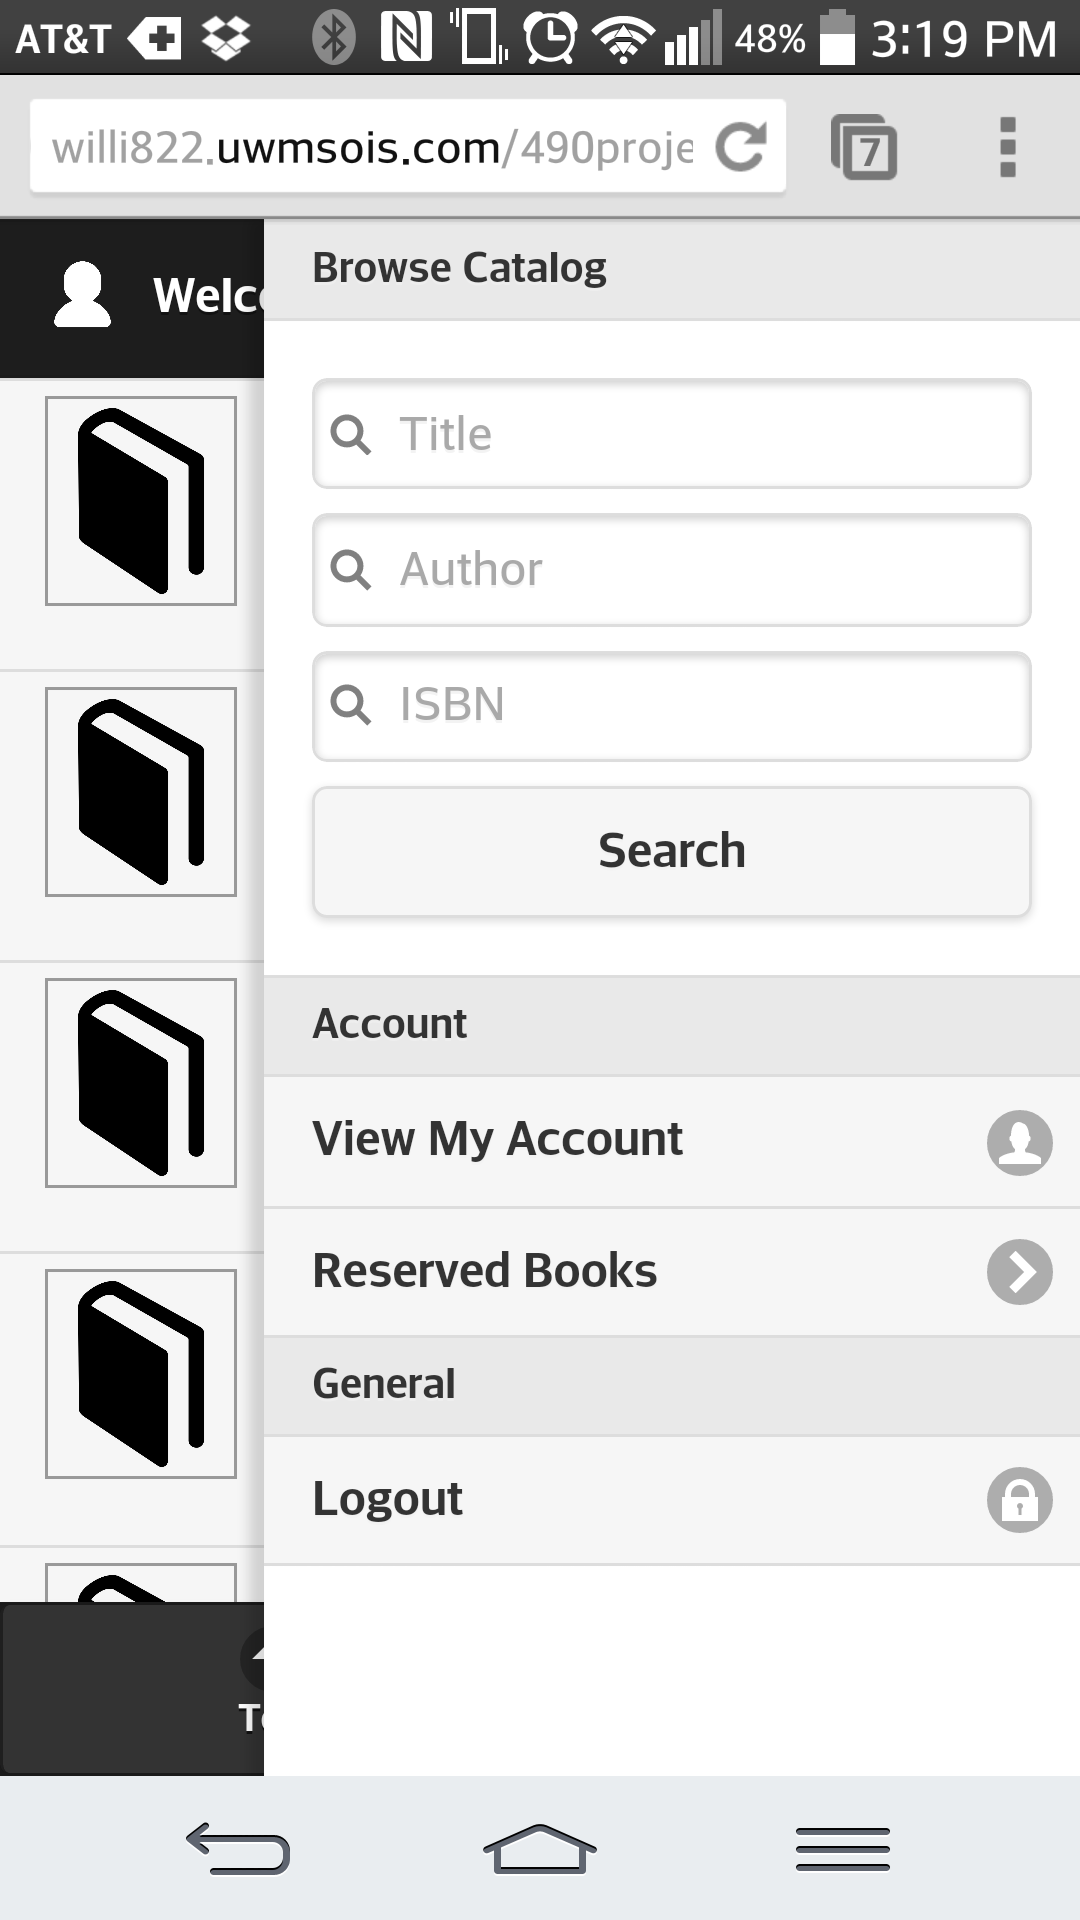 AT&T 48% 3:19 PM
willi822.uwmsois.com/490proje
7
Welc
Browse Catalog
Title
Author
ISBN
Search
Account
View My Account
Reserved Books
General
Logout
T